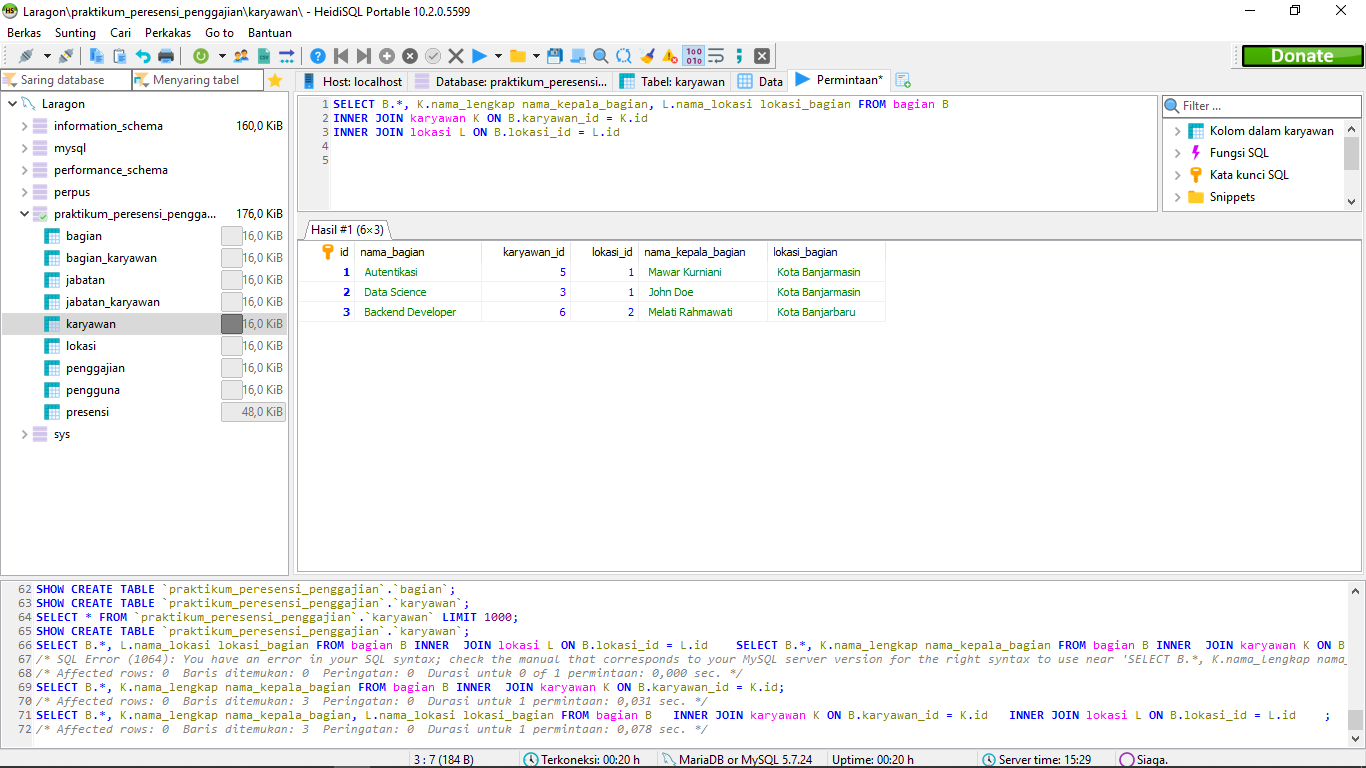 Laragon\praktikum_peresensi_penggajian\karyawan\ - HeidiSQL Portable 10.2.0.5599
Berkas Sunting Cari Perkakas Go to Bantuan
Donate
Saring database Menyaring tabel
Host: localhost Database: praktikum_peresensi... Tabel: karyawan Data Permintaan*
Laragon
information_schema 160,0 KiB
mysql
performance_schema
perpus
praktikum_peresensi_pengga... 176,0 KiB
bagian 16,0 KiB
bagian_karyawan 16,0 KiB
jabatan 16,0 KiB
jabatan_karyawan 16,0 KiB
karyawan 16,0 KiB
lokasi 16,0 KiB
penggajian 16,0 KiB
pengguna 16,0 KiB
presensi 48,0 KiB
sys
1 SELECT B.*, K.nama_lengkap nama_kepala_bagian, L.nama_lokasi lokasi_bagian FROM bagian B
2 INNER JOIN karyawan K ON B.karyawan_id = K.id
3 INNER JOIN lokasi L ON B.lokasi_id = L.id
4
5
Filter ...
Kolom dalam karyawan
Fungsi SQL
Kata kunci SQL
Snippets
Hasil #1 (6×3)
id nama_bagian karyawan_id lokasi_id nama_kepala_bagian lokasi_bagian
1 Autentikasi 5 1 Mawar Kurniani Kota Banjarmasin
2 Data Science 3 1 John Doe Kota Banjarmasin
3 Backend Developer 6 2 Melati Rahmawati Kota Banjarbaru
62 SHOW CREATE TABLE `praktikum_peresensi_penggajian`.`bagian`;
63 SHOW CREATE TABLE `praktikum_peresensi_penggajian`.`karyawan`;
64 SELECT * FROM `praktikum_peresensi_penggajian`.`karyawan` LIMIT 1000;
65 SHOW CREATE TABLE `praktikum_peresensi_penggajian`.`karyawan`;
66 SELECT B.*, L.nama_lokasi lokasi_bagian FROM bagian B INNER  JOIN lokasi L ON B.lokasi_id = L.id    SELECT B.*, K.nama_lengkap nama_kepala_bagian FROM bagian B INNER  JOIN karyawan K ON B
67 /* SQL Error (1064): You have an error in your SQL syntax; check the manual that corresponds to your MySQL server version for the right syntax to use near 'SELECT B.*, K.nama_Lengkap nama_
68 /* Affected rows: 0  Baris ditemukan: 0  Peringatan: 0  Durasi untuk 0 of 1 permintaan: 0,000 sec. */
69 SELECT B.*, K.nama_lengkap nama_kepala_bagian FROM bagian B INNER  JOIN karyawan K ON B.karyawan_id = K.id;
70 /* Affected rows: 0  Baris ditemukan: 3  Peringatan: 0  Durasi untuk 1 permintaan: 0,031 sec. */
71 SELECT B.*, K.nama_lengkap nama_kepala_bagian, L.nama_lokasi lokasi_bagian FROM bagian B   INNER JOIN karyawan K ON B.karyawan_id = K.id   INNER JOIN lokasi L ON B.lokasi_id = L.id    ;
72 /* Affected rows: 0  Baris ditemukan: 3  Peringatan: 0  Durasi untuk 1 permintaan: 0,078 sec. */
3 : 7 (184 B) Terkoneksi: 00:20 h MariaDB or MySQL 5.7.24 Uptime: 00:20 h Server time: 15:29 Siaga.